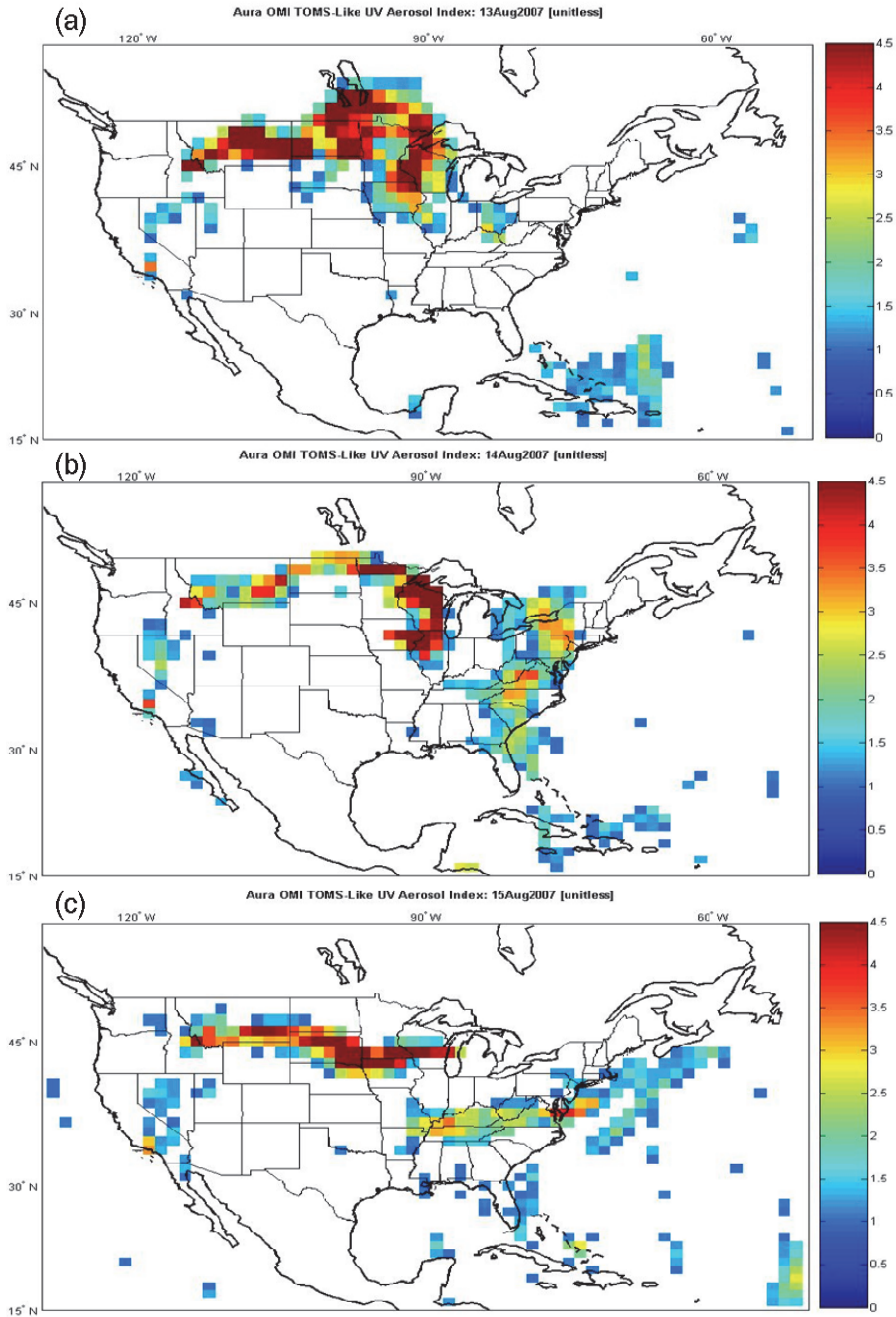 (a)
Aura OMI TOMS-Like UV Aerosol Index: 13Aug2007 [unitless]
120° W 90° W 60° W
45° N
30° N
15° N
4.5
4
3.5
3
2.5
2
1.5
1
0.5
0
(b)
Aura OMI TOMS-Like UV Aerosol Index: 14Aug2007 [unitless]
120° W 90° W 60° W
45° N
30° N
15° N
4.5
4
3.5
3
2.5
2
1.5
1
0.5
0
(c)
Aura OMI TOMS-Like UV Aerosol Index: 15Aug2007 [unitless]
120° W 90° W 60° W
45° N
30° N
15° N
4.5
4
3.5
3
2.5
2
1.5
1
0.5
0